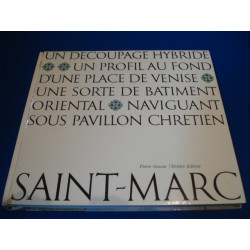 UN DECOUPAGE HYBRIDE
UN PROFIL AU FOND
D'UNE PLACE DE VENISE
UNE SORTE DE BATIMENT
ORIENTAL NAVIGUANT
SOUS PAVILLON CHRETIEN
SAINT-MARC